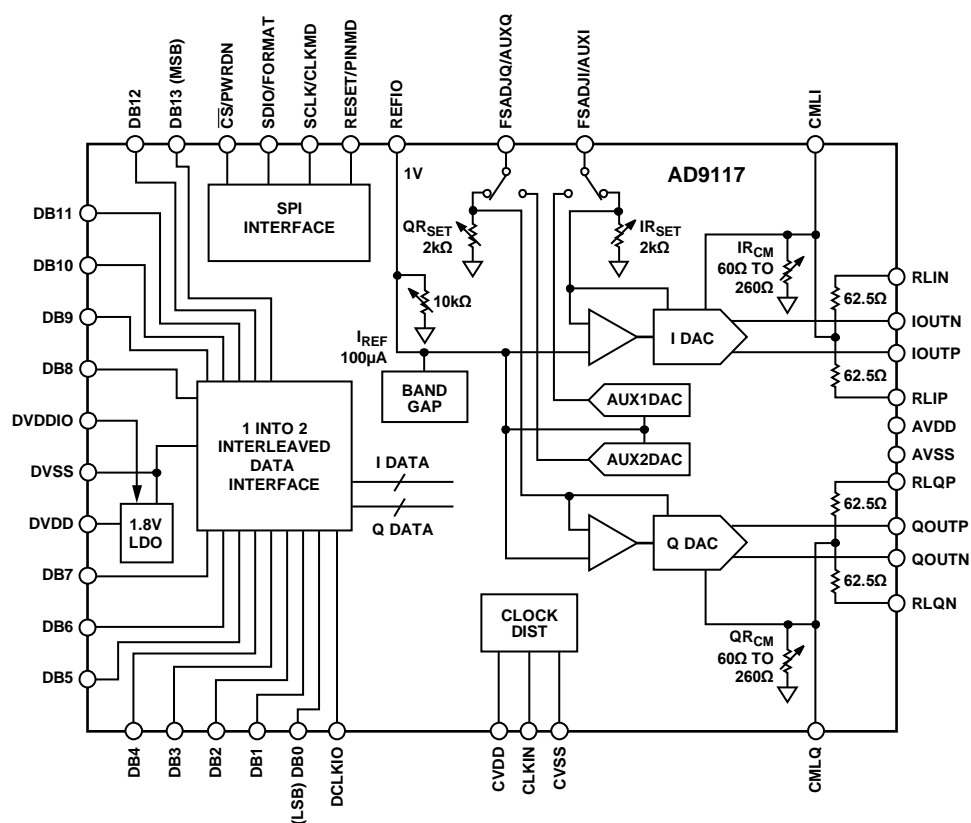 DB12
DB13 (MSB)
CS/PWRDN
SDIO/FORMAT
SCLK/CLKMD
RESET/PINMD
REFIO
FSADJQ/AUXQ
FSADJI/AUXI
CMLI
AD9117
1V
SPI
INTERFACE
QRSET
2kΩ
IRSET
2kΩ
IRCM
60Ω TO
260Ω
10kΩ
IREF
100µA
BAND
GAP
I DAC
62.5Ω
62.5Ω
RLIN
IOUTN
IOUTP
RLIP
AVDD
AVSS
RLQP
QOUTP
QOUTN
RLQN
DB11
DB10
DB9
DB8
DVDDIO
DVSS
DVDD
DB7
DB6
DB5
1 INTO 2
INTERLEAVED
DATA
INTERFACE
I DATA
Q DATA
1.8V
LDO
AUX1DAC
AUX2DAC
Q DAC
62.5Ω
62.5Ω
CLOCK
DIST
QRCM
60Ω TO
260Ω
DB4
DB3
DB2
DB1
(LSB) DB0
DCLKIO
CVDD
CLKIN
CVSS
CMLQ